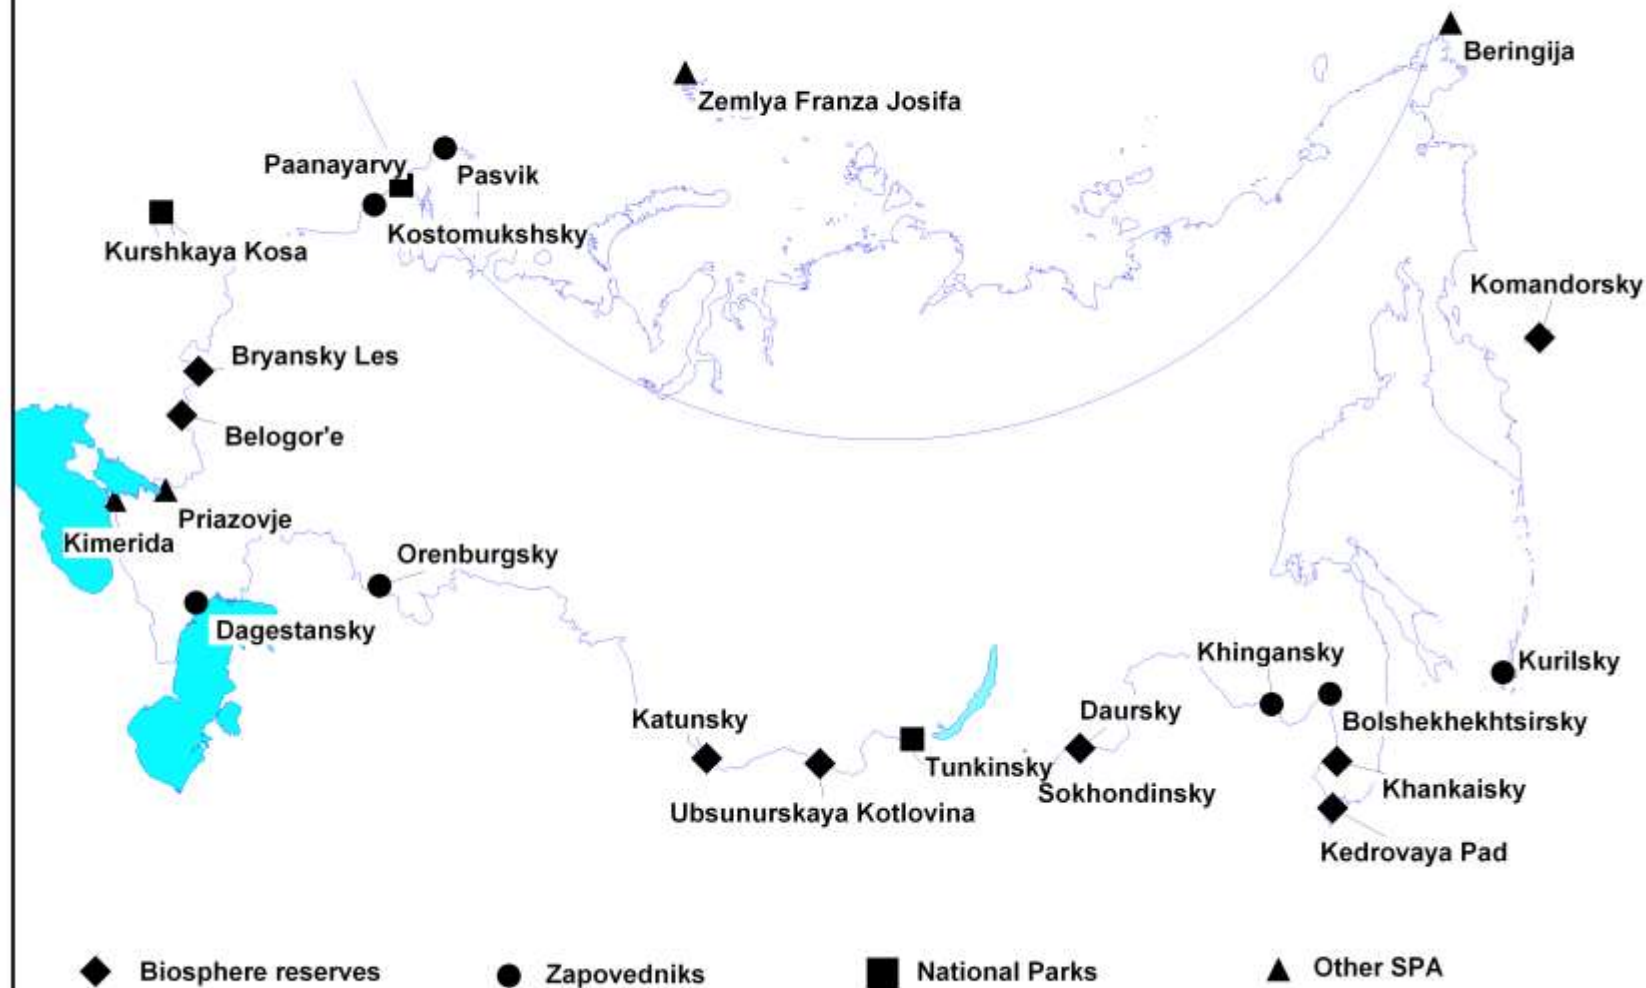 Beringija
Zemlya Franza Josifa
Paanayarvy
Pasvik
Kostomukshsky
Kurshkaya Kosa
Komandorsky
Bryansky Les
Belogor'e
Priazovje
Kimerida
Orenburgsky
Dagestansky
Khingansky
Kurilsky
Katunsky
Daursky
Bolshekhekhtsirsky
Tunkinsky
Sokhondinsky
Khankaisky
Ubsunurskaya Kotlovina
Kedrovaya Pad
Biosphere reserves
Zapovedniks
National Parks
Other SPA